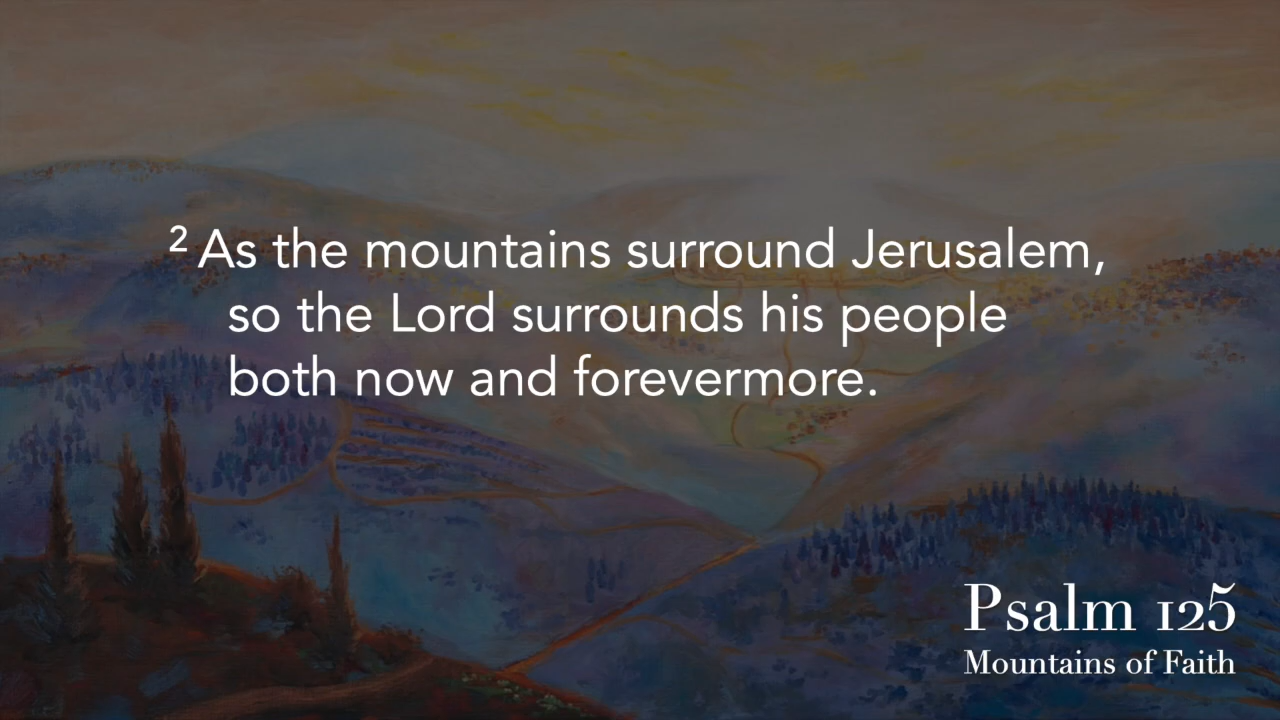 ² As the mountains surround Jerusalem,
so the Lord surrounds his people
both now and forevermore.
Psalm 125
Mountains of Faith